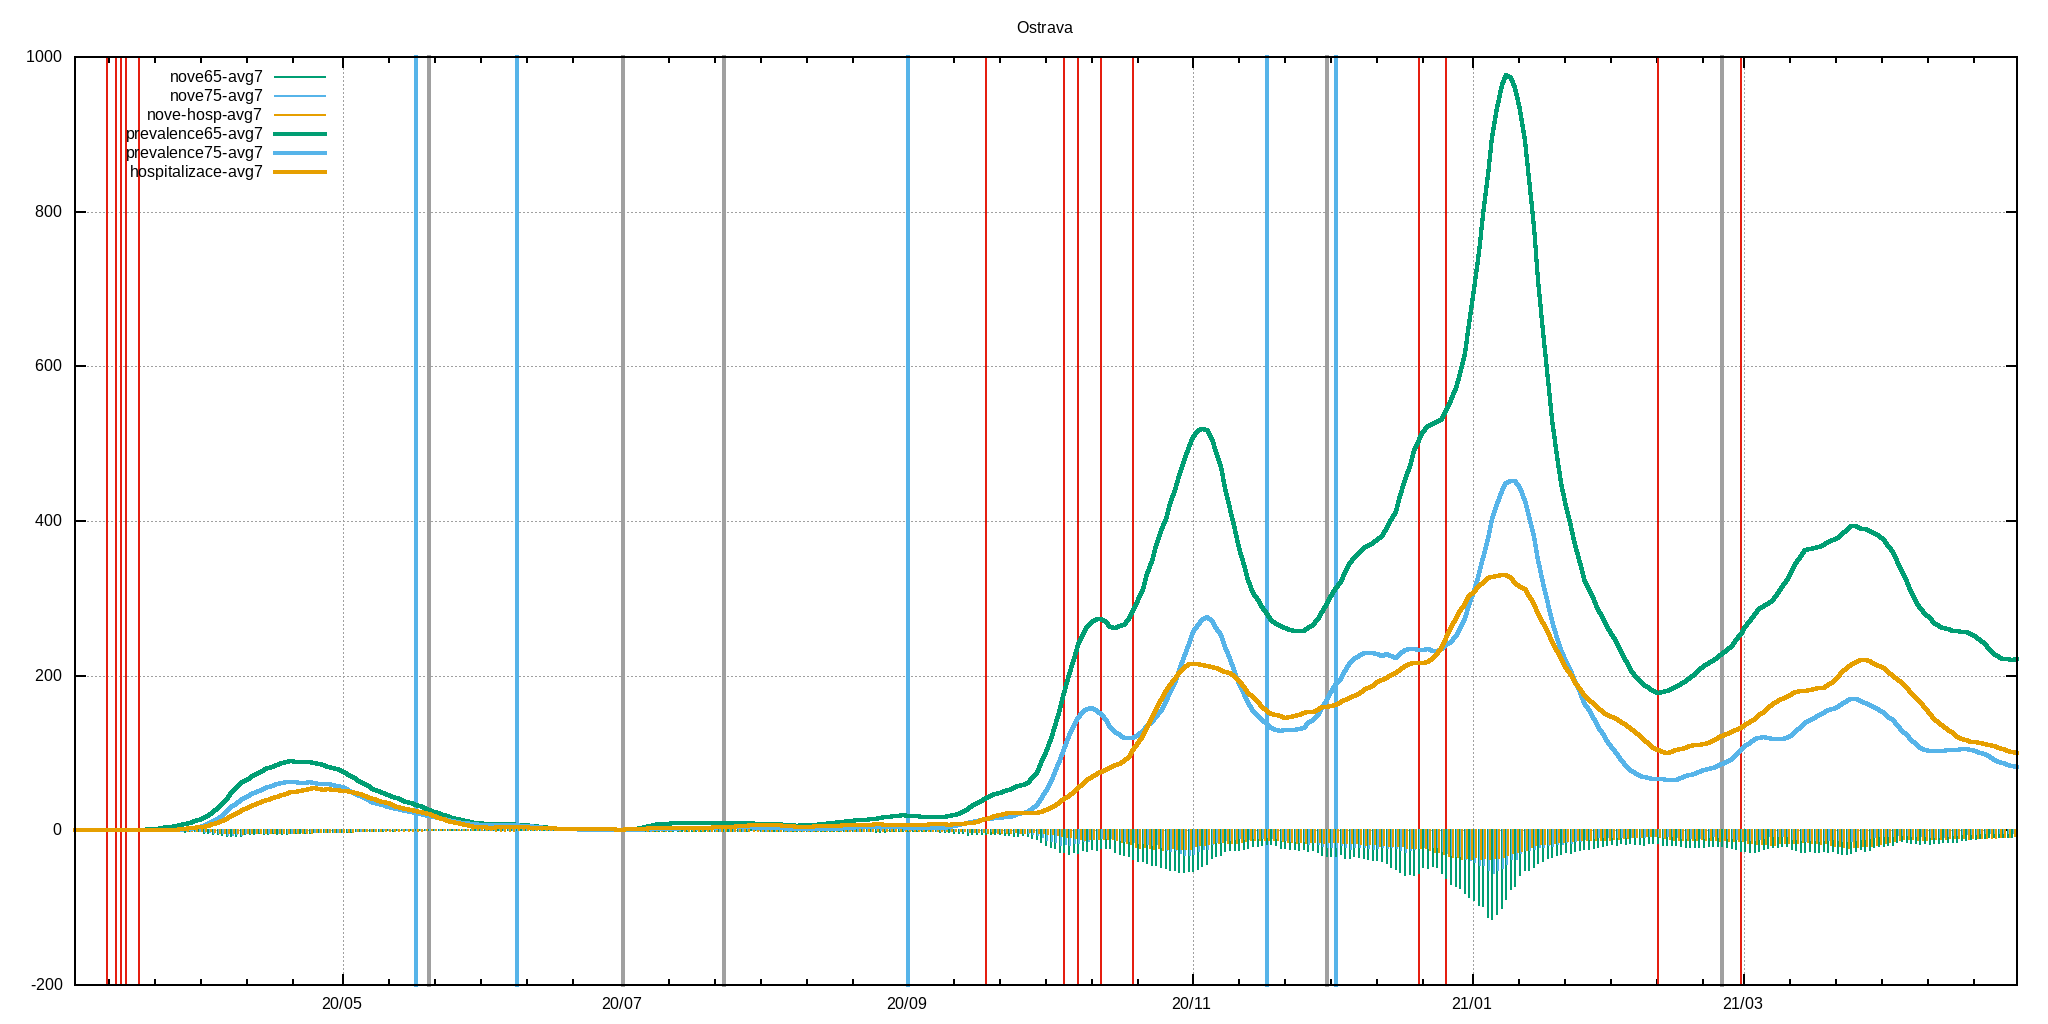 Ostrava
1000
800
600
400
200
0
-200
nove65-avg7
nove75-avg7
nove-hosp-avg7
prevalence65-avg7
prevalence75-avg7
hospitalizace-avg7
20/05 20/07 20/09 20/11 21/01 21/03